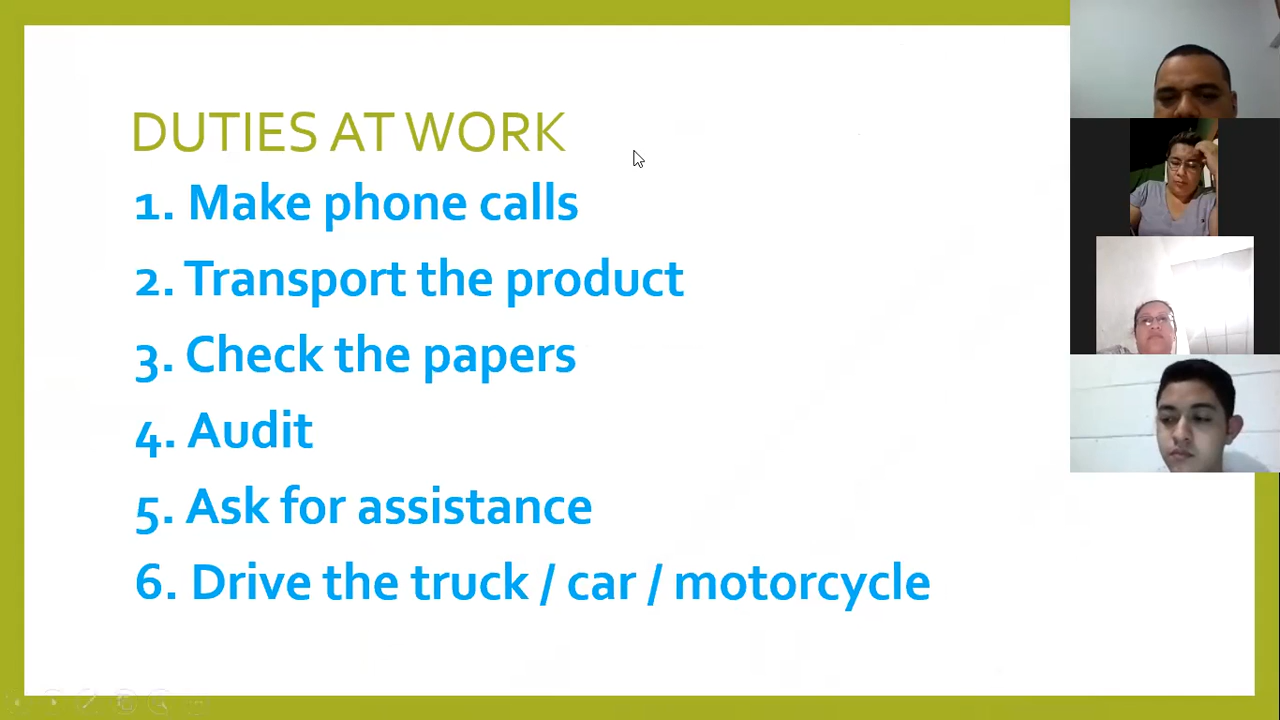 DUTIES AT WORK
1. Make phone calls
2. Transport the product
3. Check the papers
4. Audit
5. Ask for assistance
6. Drive the truck / car / motorcycle